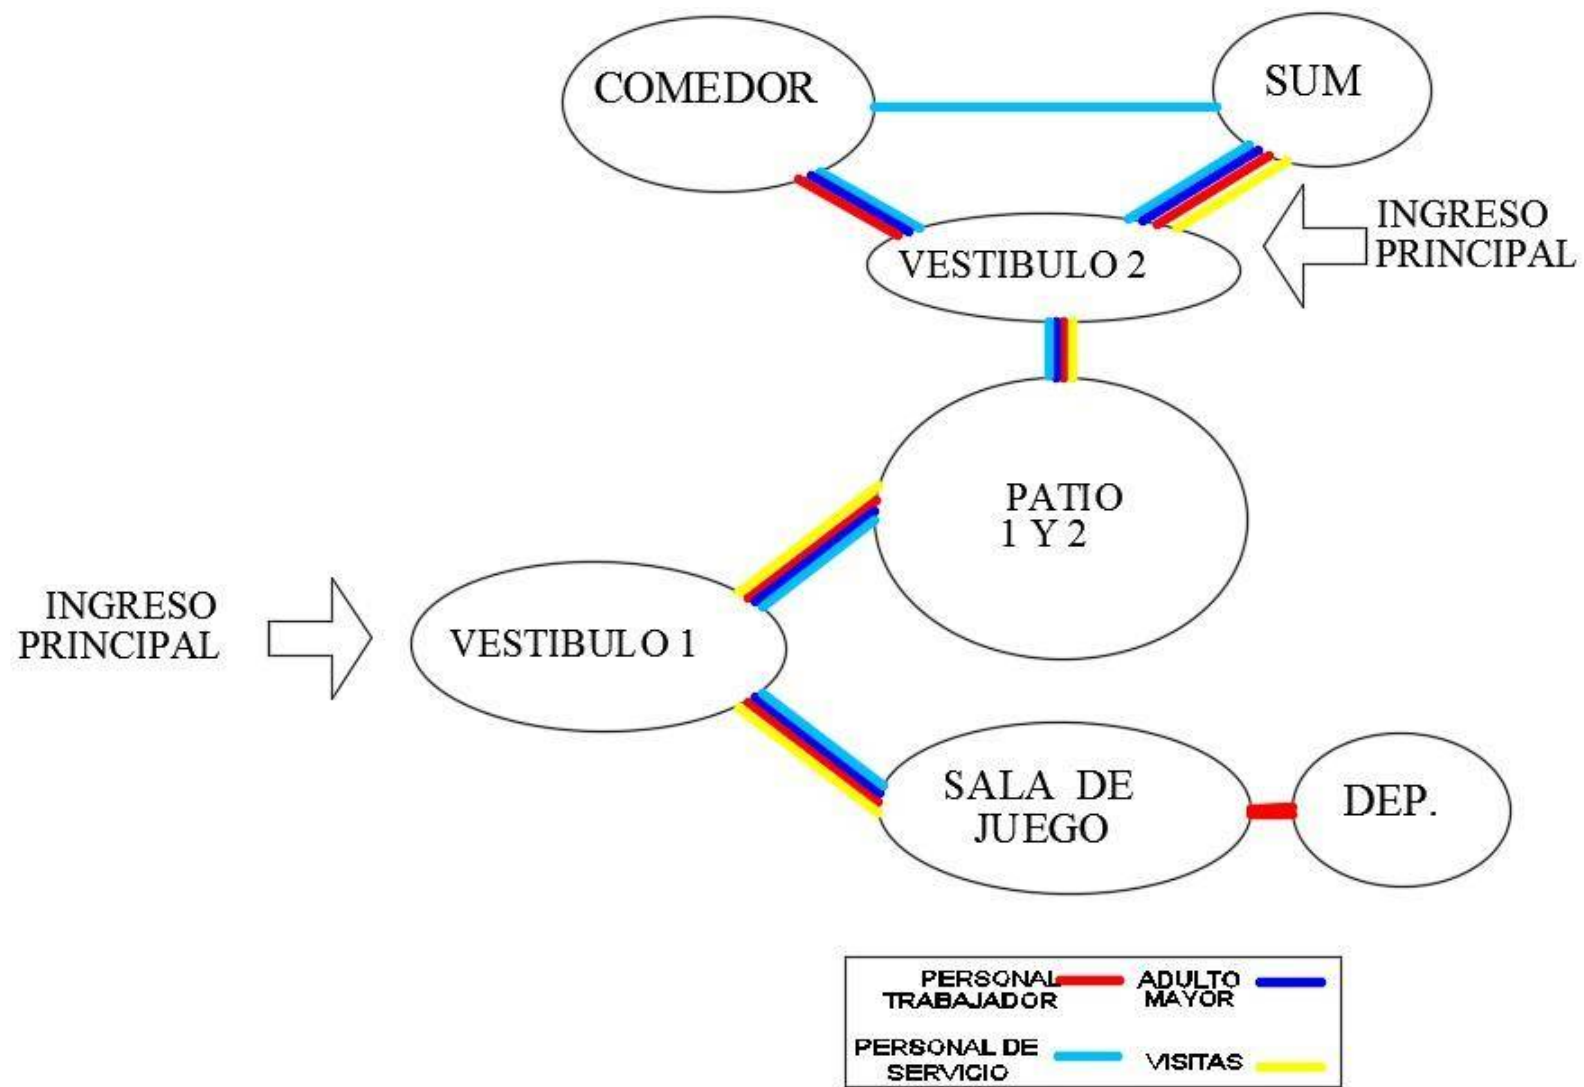 COMEDOR
SUM
INGRESO
PRINCIPAL
VESTIBULO 2
PATIO
1 Y 2
INGRESO
PRINCIPAL
VESTIBULO 1
SALA DE
JUEGO
DEP.
PERSONAL
TRABAJADOR
ADULTO
MAYOR
PERSONAL DE
SERVICIO
VISITAS